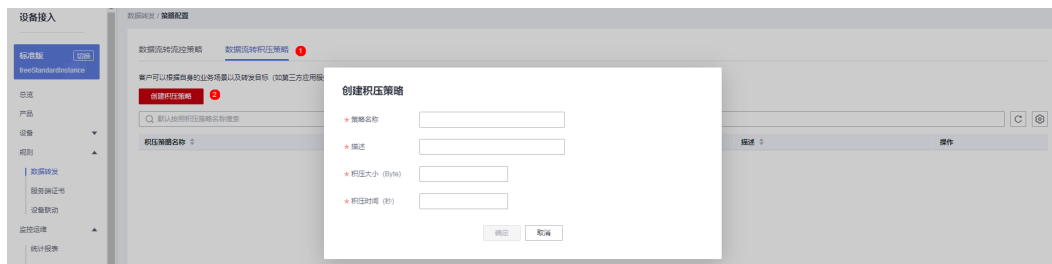 设备接入
数据转发 / 策略配置
标准版 切换
freeStandardInstance
总览
产品
设备
规则
数据转发
服务端证书
设备联动
监控运维
统计报表
数据流转流控策略 数据流转积压策略 1
客户可以根据自身的业务场景以及转发目标（如第三方应用服
创建积压策略 2
默认按照积压策略名称搜索
积压策略名称 描述 操作
创建积压策略
* 策略名称
* 描述
* 积压大小 (Byte)
* 积压时间 (秒)
确定 取消